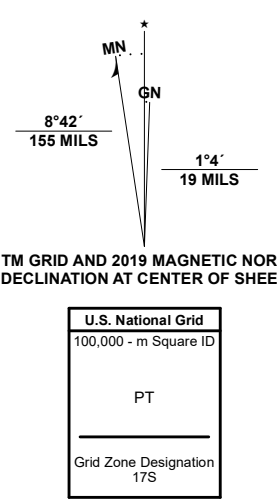 ★
MN
GN
8°42´
155 MILS
1°4´
19 MILS
TM GRID AND 2019 MAGNETIC NOR
DECLINATION AT CENTER OF SHEE
U.S. National Grid
100,000 - m Square ID
PT
Grid Zone Designation
17S